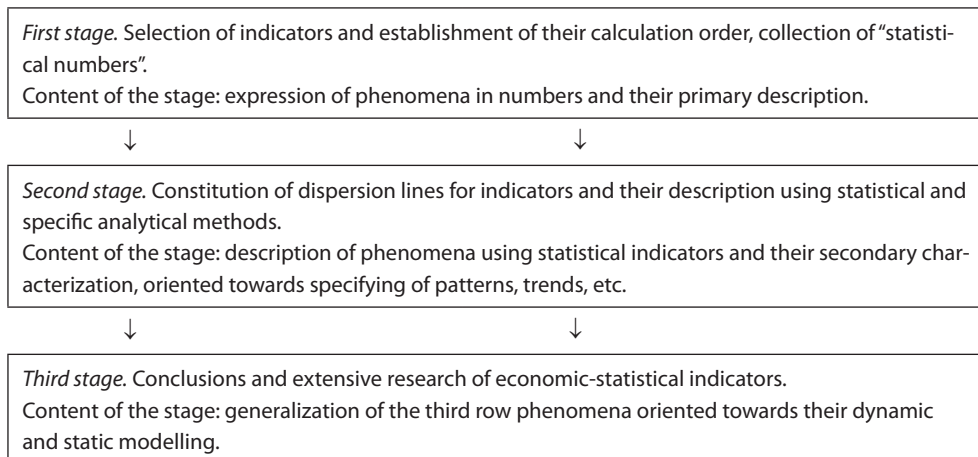 First stage. Selection of indicators and establishment of their calculation order, collection of “statisti-
cal numbers”.
Content of the stage: expression of phenomena in numbers and their primary description.
↓ ↓
Second stage. Constitution of dispersion lines for indicators and their description using statistical and
specific analytical methods.
Content of the stage: description of phenomena using statistical indicators and their secondary char-
acterization, oriented towards specifying of patterns, trends, etc.
↓ ↓
Third stage. Conclusions and extensive research of economic-statistical indicators.
Content of the stage: generalization of the third row phenomena oriented towards their dynamic
and static modelling.